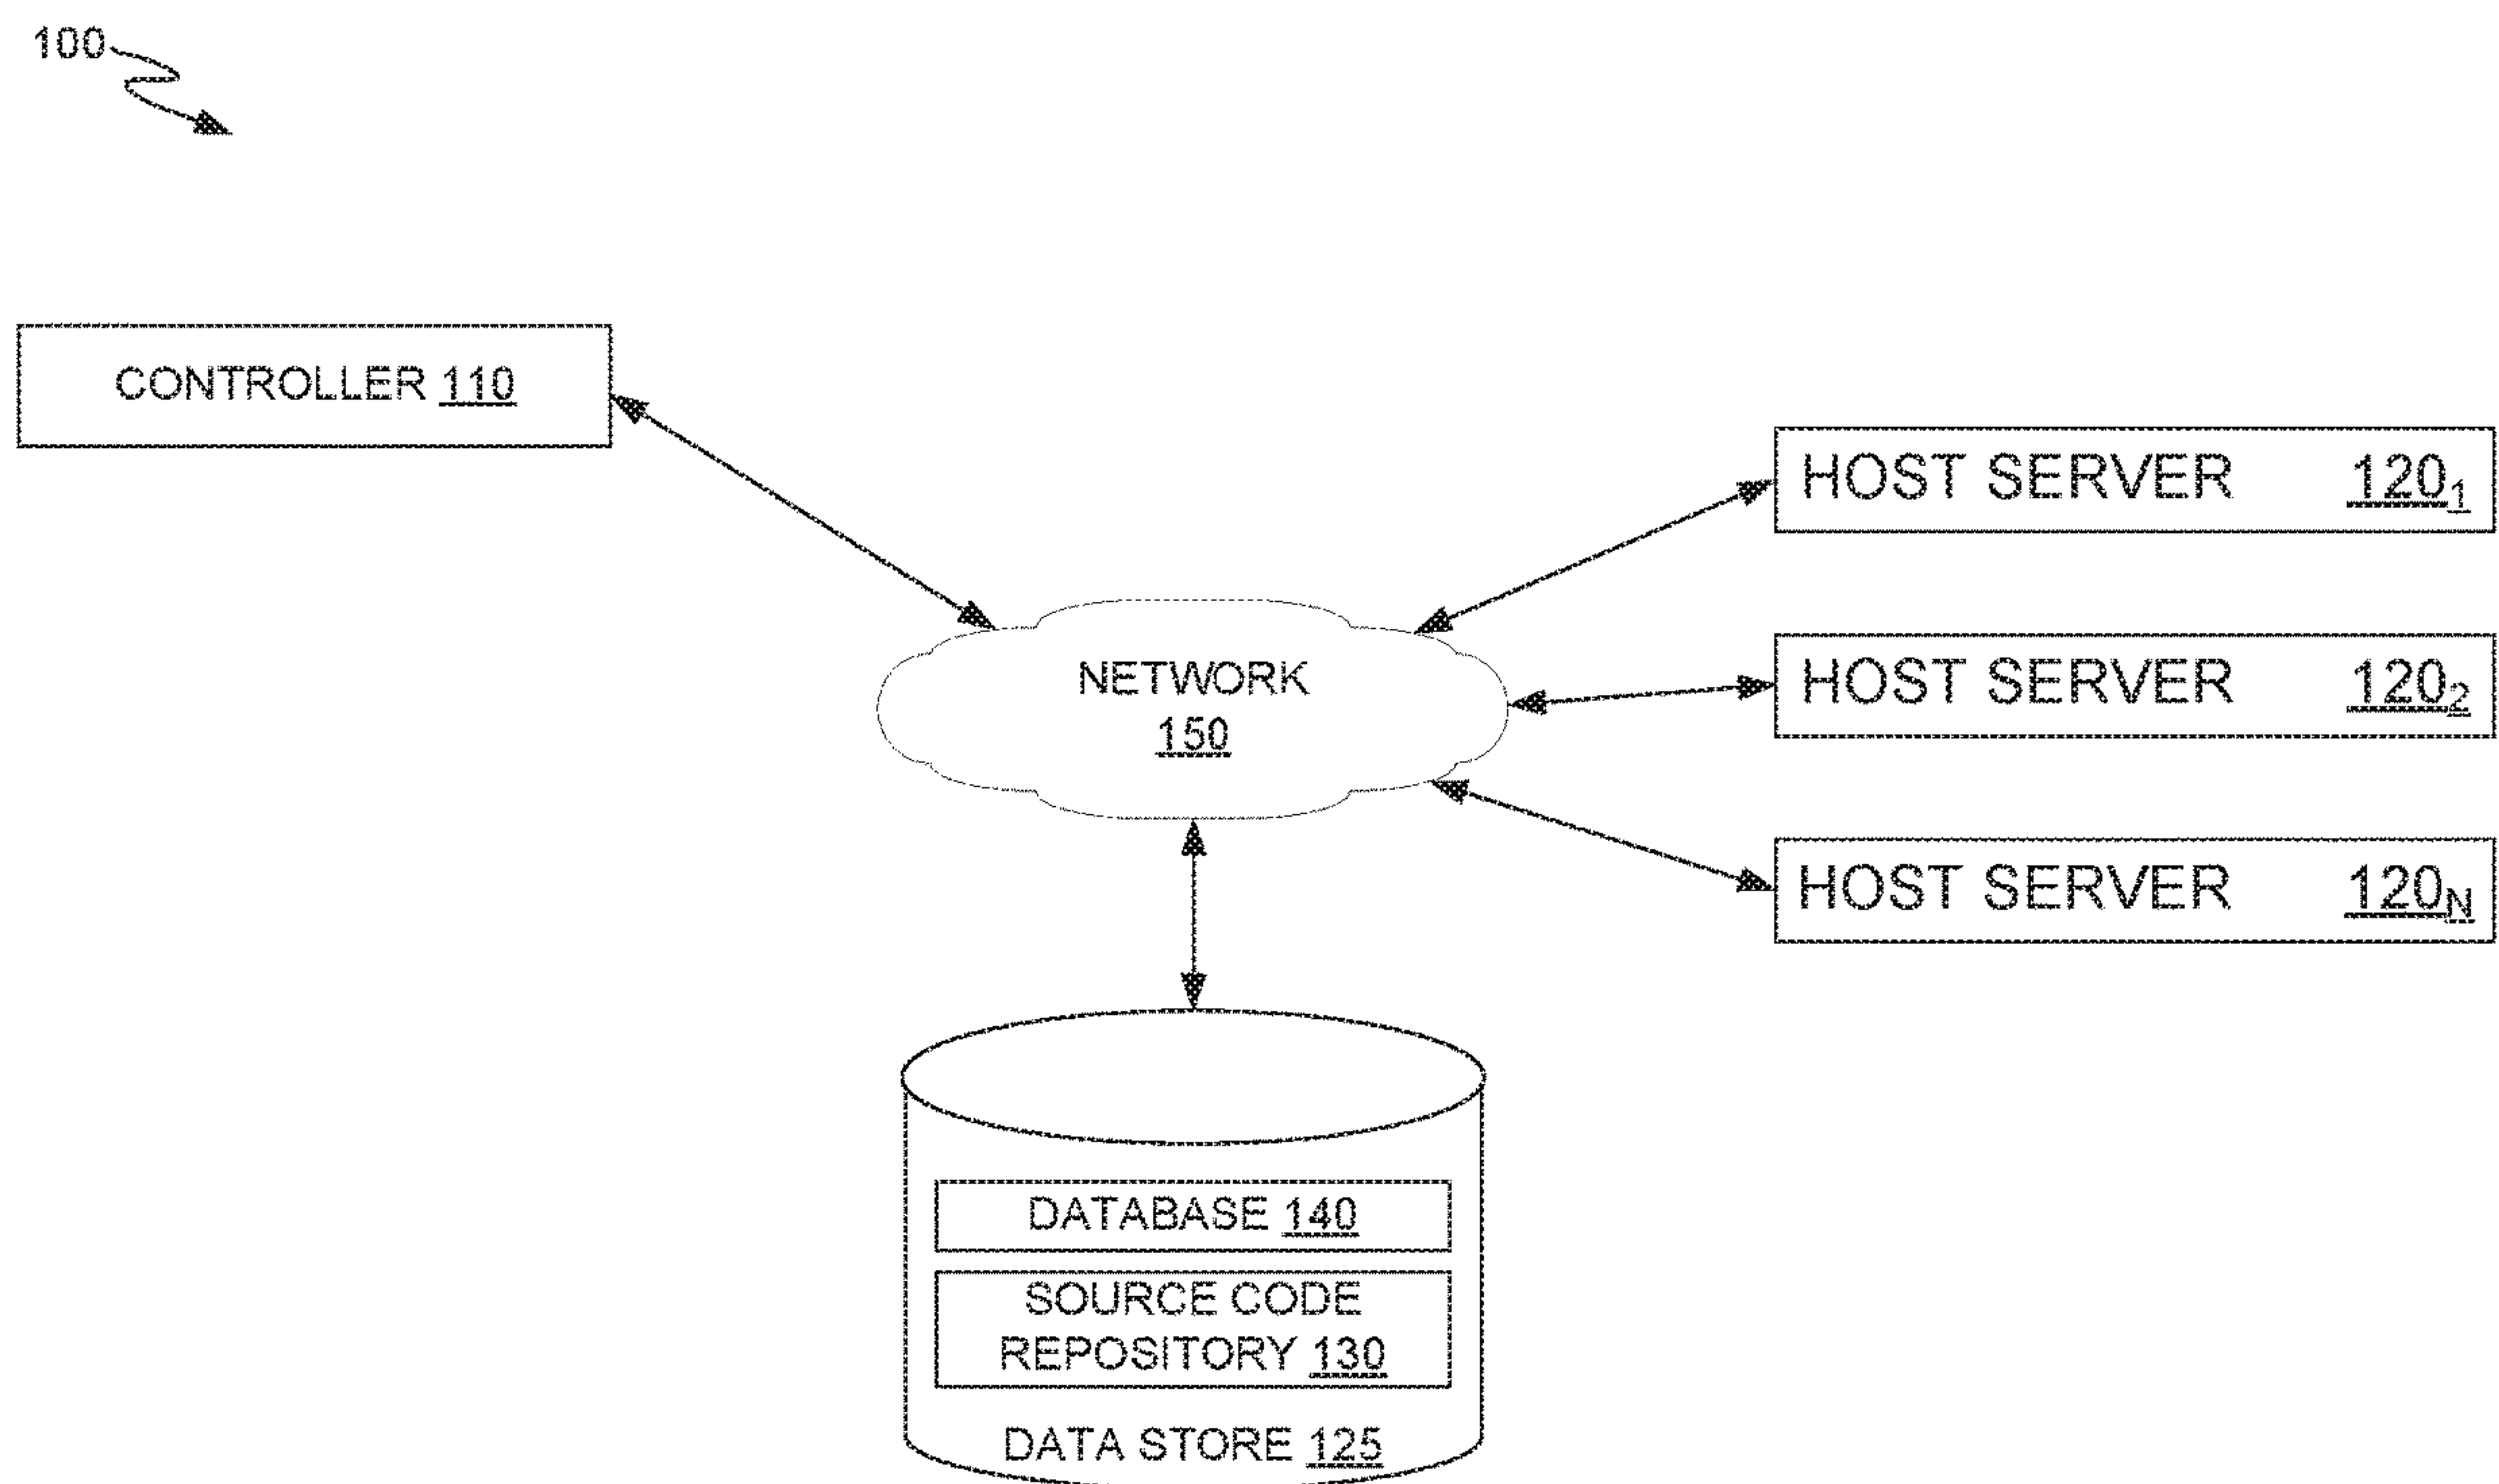 100
CONTROLLER 110
HOST SERVER 120₁
NETWORK
150
HOST SERVER 120₂
HOST SERVER 120N
DATABASE 140
SOURCE CODE
REPOSITORY 130
DATA STORE 125